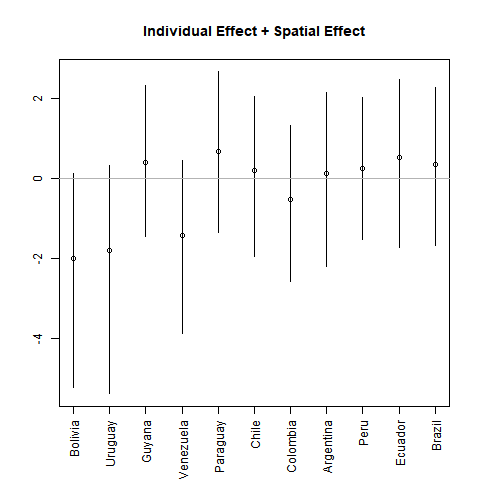 Individual Effect + Spatial Effect
2
0
-2
-4
Bolivia
Uruguay
Guyana
Venezuela
Paraguay
Chile
Colombia
Argentina
Peru
Ecuador
Brazil